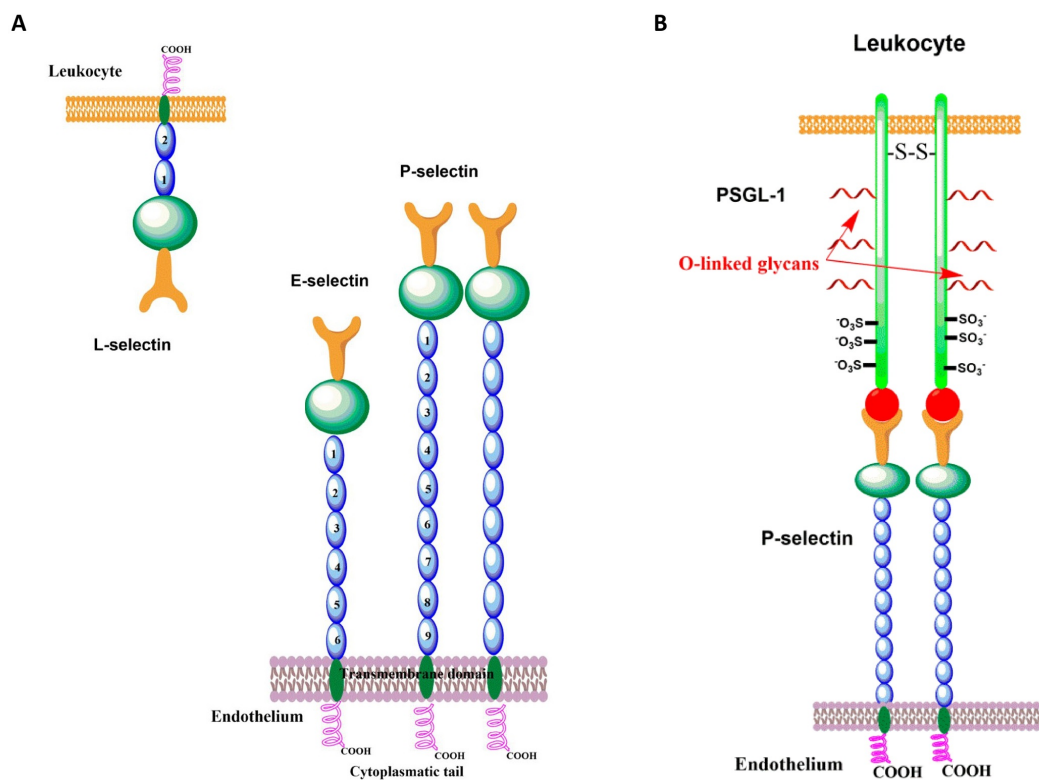 A
COOH
Leukocyte
2
1
L-selectin
P-selectin
E-selectin
1
2
3
4
5
6
7
8
9
1
2
3
4
5
6
Transmembrane domain
Endothelium
COOH
COOH
COOH
Cytoplasmatic tail
B
Leukocyte
-S-S-
PSGL-1
O-linked glycans
⁻O₃S
⁻O₃S
⁻O₃S
SO₃⁻
SO₃⁻
SO₃⁻
P-selectin
Endothelium
COOH
COOH